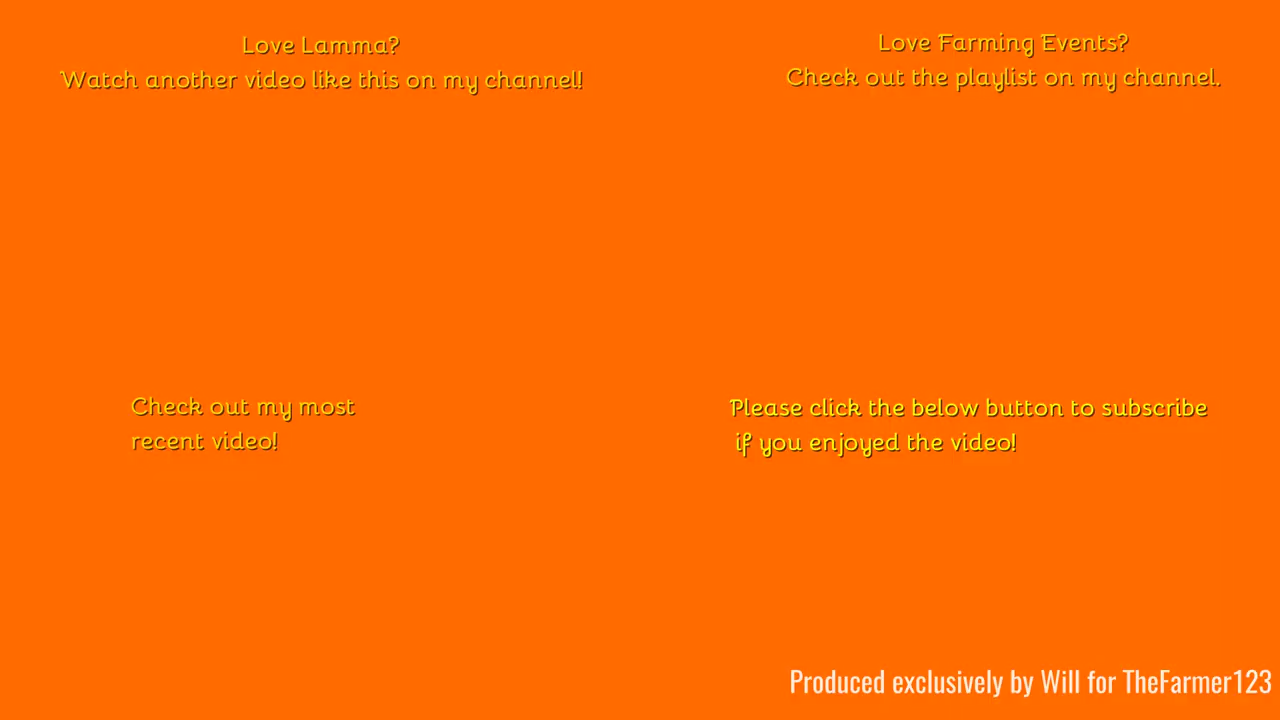 Love Lamma?
Watch another video like this on my channel!
Love Farming Events?
Check out the playlist on my channel.
Check out my most
recent video!
Please click the below button to subscribe
if you enjoyed the video!
Produced exclusively by Will for TheFarmer123